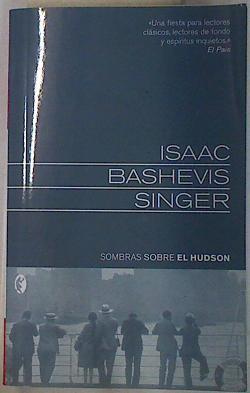 «Una fiesta para lectores
clásicos, lectores de fondo
y espíritus inquietos.»
El País
ISAAC
BASHEVIS
SINGER
SOMBRAS SOBRE EL HUDSON